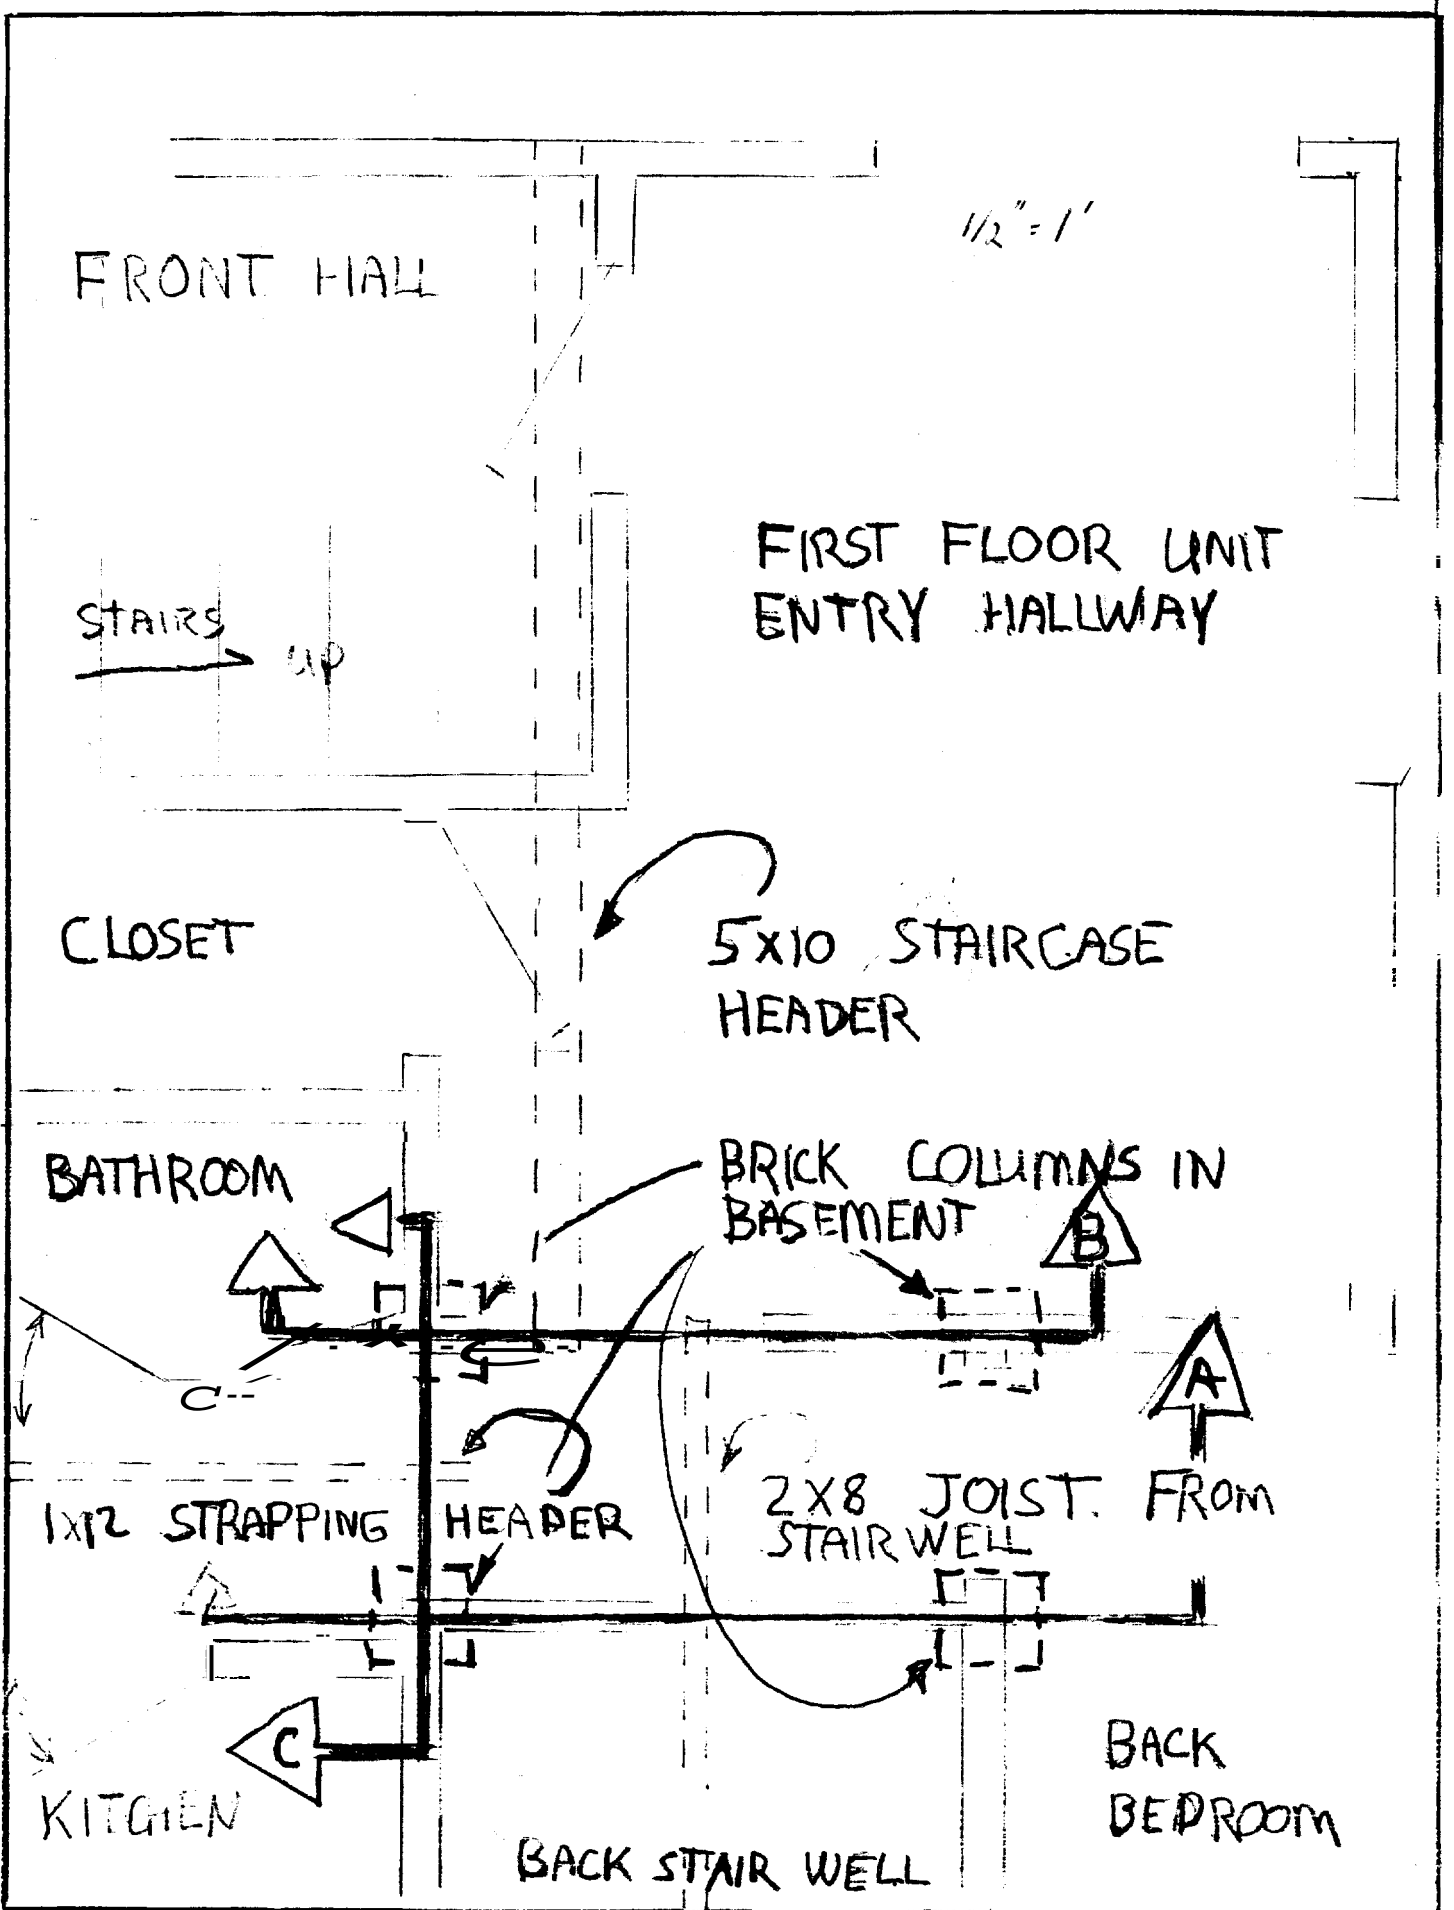 1/2" = 1'
FRONT HALL
FIRST FLOOR UNIT
ENTRY HALLWAY
STAIRS
UP
CLOSET
5X10 STAIRCASE
HEADER
BATHROOM
BRICK COLUMNS IN
BASEMENT
B
A
C--
1X12 STRAPPING HEADER
2X8 JOIST. FROM
STAIRWELL
C
KITCHEN
BACK
BEDROOM
BACK STAIR WELL